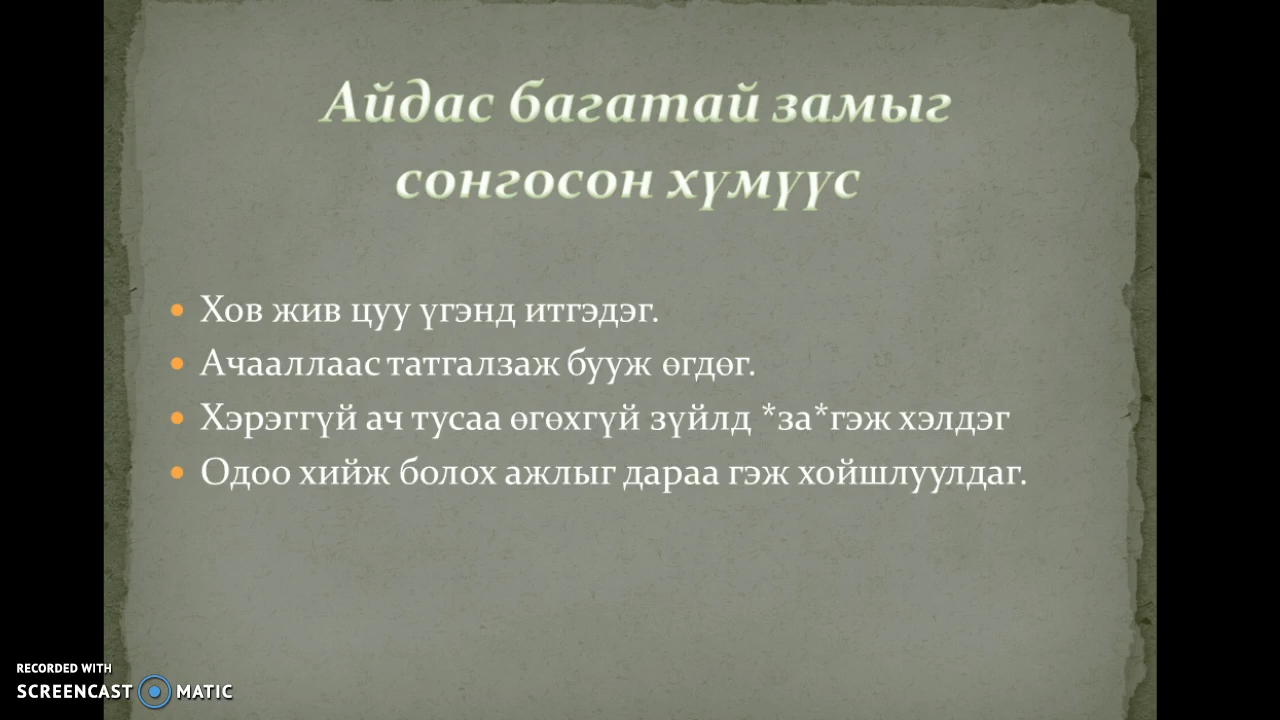 Айдас багатай замыг
сонгосон хүмүүс
• Хов жив цуу үгэнд итгэдэг.
• Ачааллаас татгалзаж бууж өгдөг.
• Хэрэггүй ач тусаа өгөхгүй зүйлд *за*гэж хэлдэг
• Одоо хийж болох ажлыг дараа гэж хойшлуулдаг.
RECORDED WITH
SCREENCAST MATIC